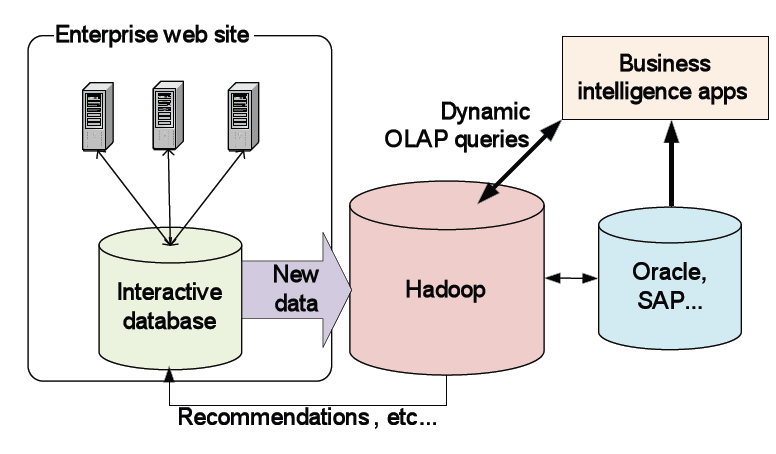 Enterprise web site
Business
intelligence apps
Dynamic
OLAP queries
Interactive
database
New
data
Hadoop
Oracle,
SAP...
Recommendations , etc...